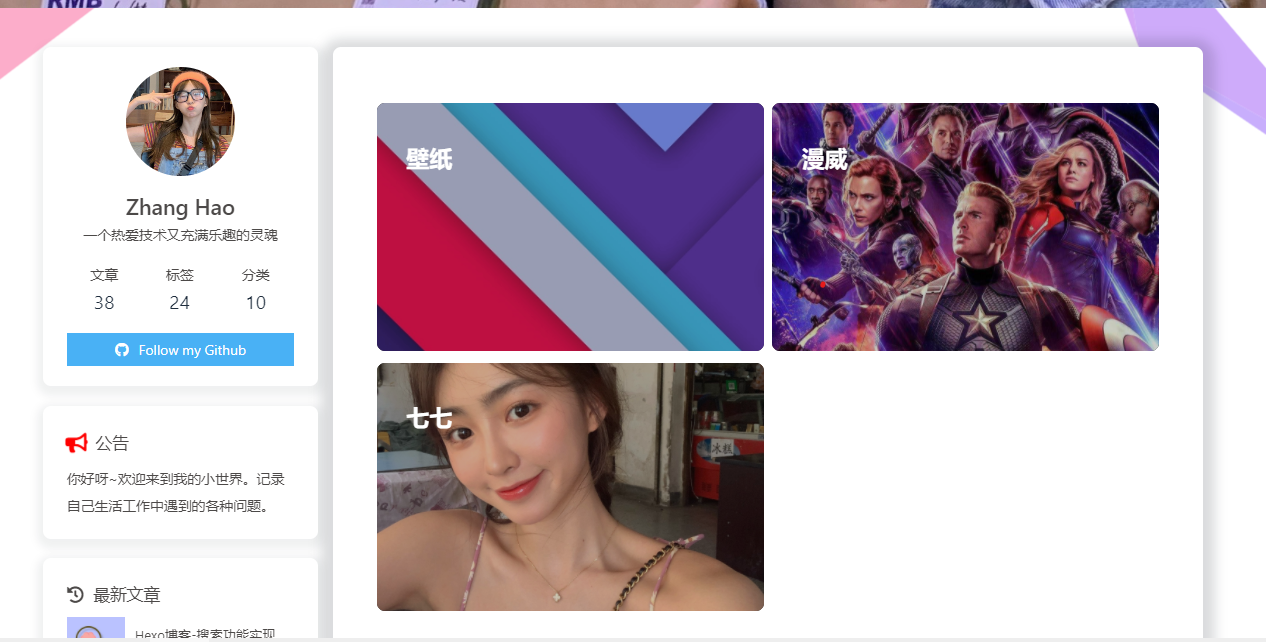 Zhang Hao
一个热爱技术又充满乐趣的灵魂
文章 标签 分类
38 24 10
Follow my Github
公告
你好呀~欢迎来到我的小世界。记录
自己生活工作中遇到的各种问题。
最新文章
Hexo博客-搜索功能实现
壁纸
漫威
七七
冰糕